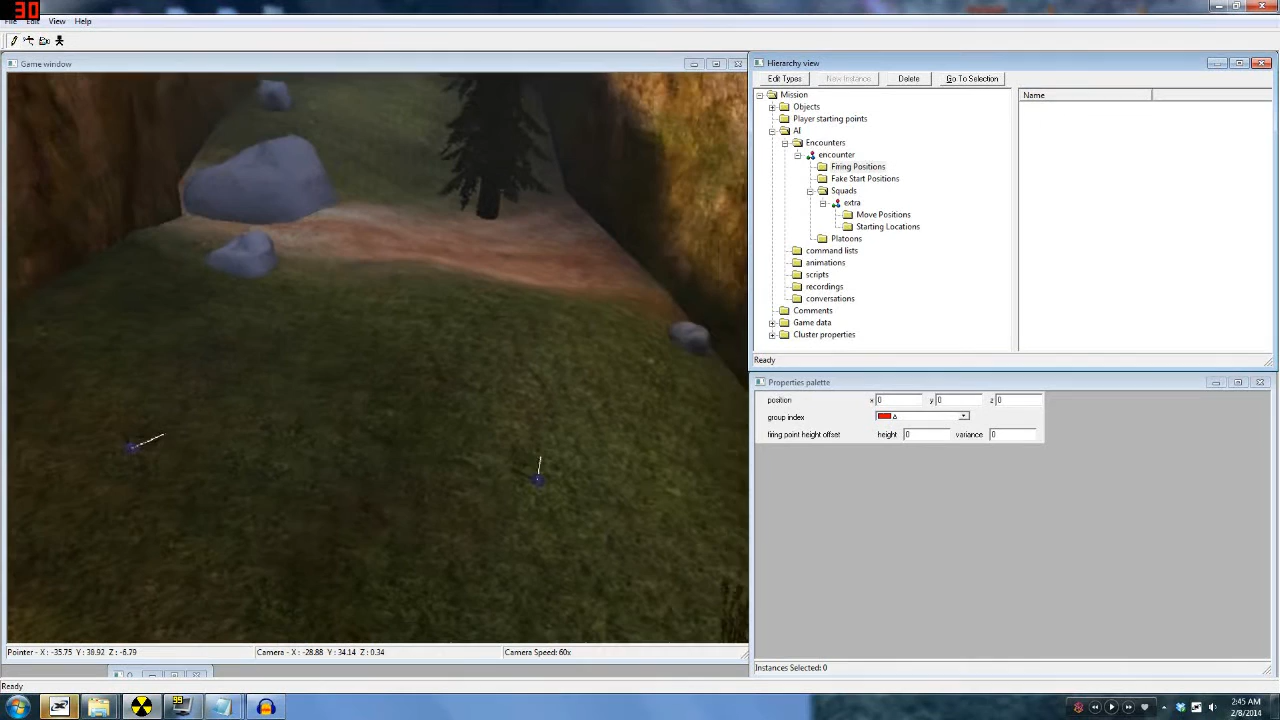 30
File Edit View Help
Game window
Hierarchy view
Edit Types New Instance Delete Go To Selection
Mission
Objects
Player starting points
AI
Encounters
encounter
Firing Positions
Fake Start Positions
Squads
extra
Move Positions
Starting Locations
Platoons
command lists
animations
scripts
recordings
conversations
Comments
Game data
Cluster properties
Name
Ready
Properties palette
position x 0 y 0 z 0
group index A
firing point height offset height 0 variance 0
Pointer - X : -35.75 Y : 38.92 Z : -6.79 Camera - X : -28.88 Y : 34.14 Z : 0.34 Camera Speed: 60x
Instances Selected: 0
Ready
99
2:45 AM
2/8/2014